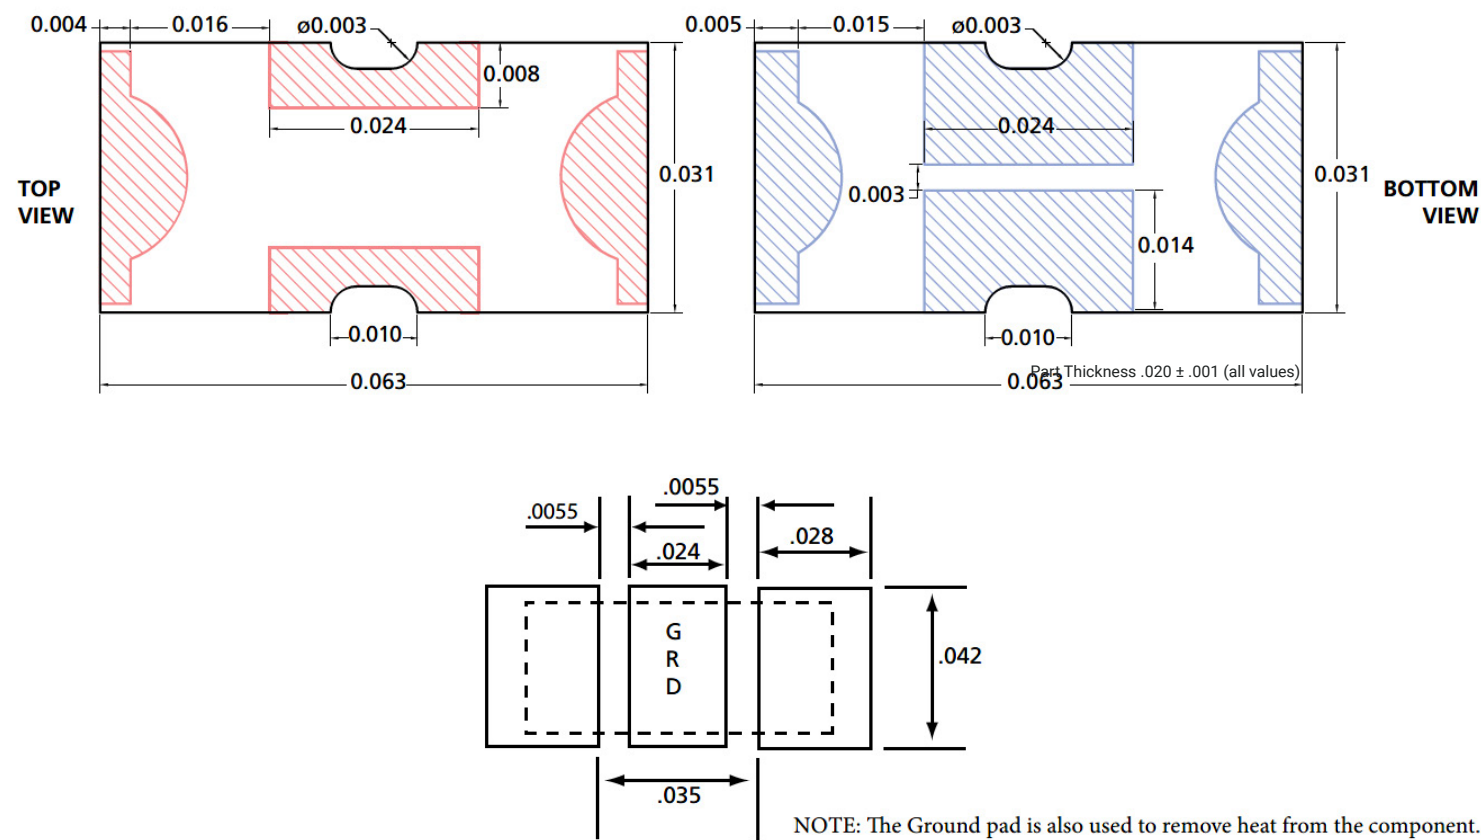 0.004
0.016
ø0.003
0.005
0.015
ø0.003
0.008
0.024
0.024
TOP
VIEW
0.031
0.003
0.031
BOTTOM
VIEW
0.014
0.010
0.010
Part Thickness .020 ± .001 (all values)
0.063
0.063
.0055
.0055
.028
.024
G
R
D
.042
.035
NOTE: The Ground pad is also used to remove heat from the component.